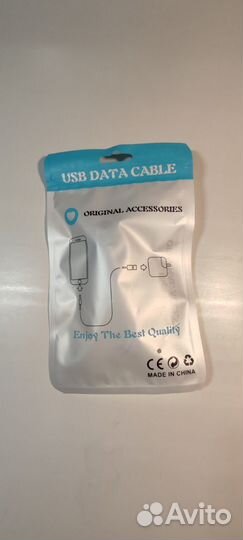 USB DATA CABLE
ORIGINAL ACCESSORIES
Enjoy The Best Quality
CE
MADE IN CHINA
Avito